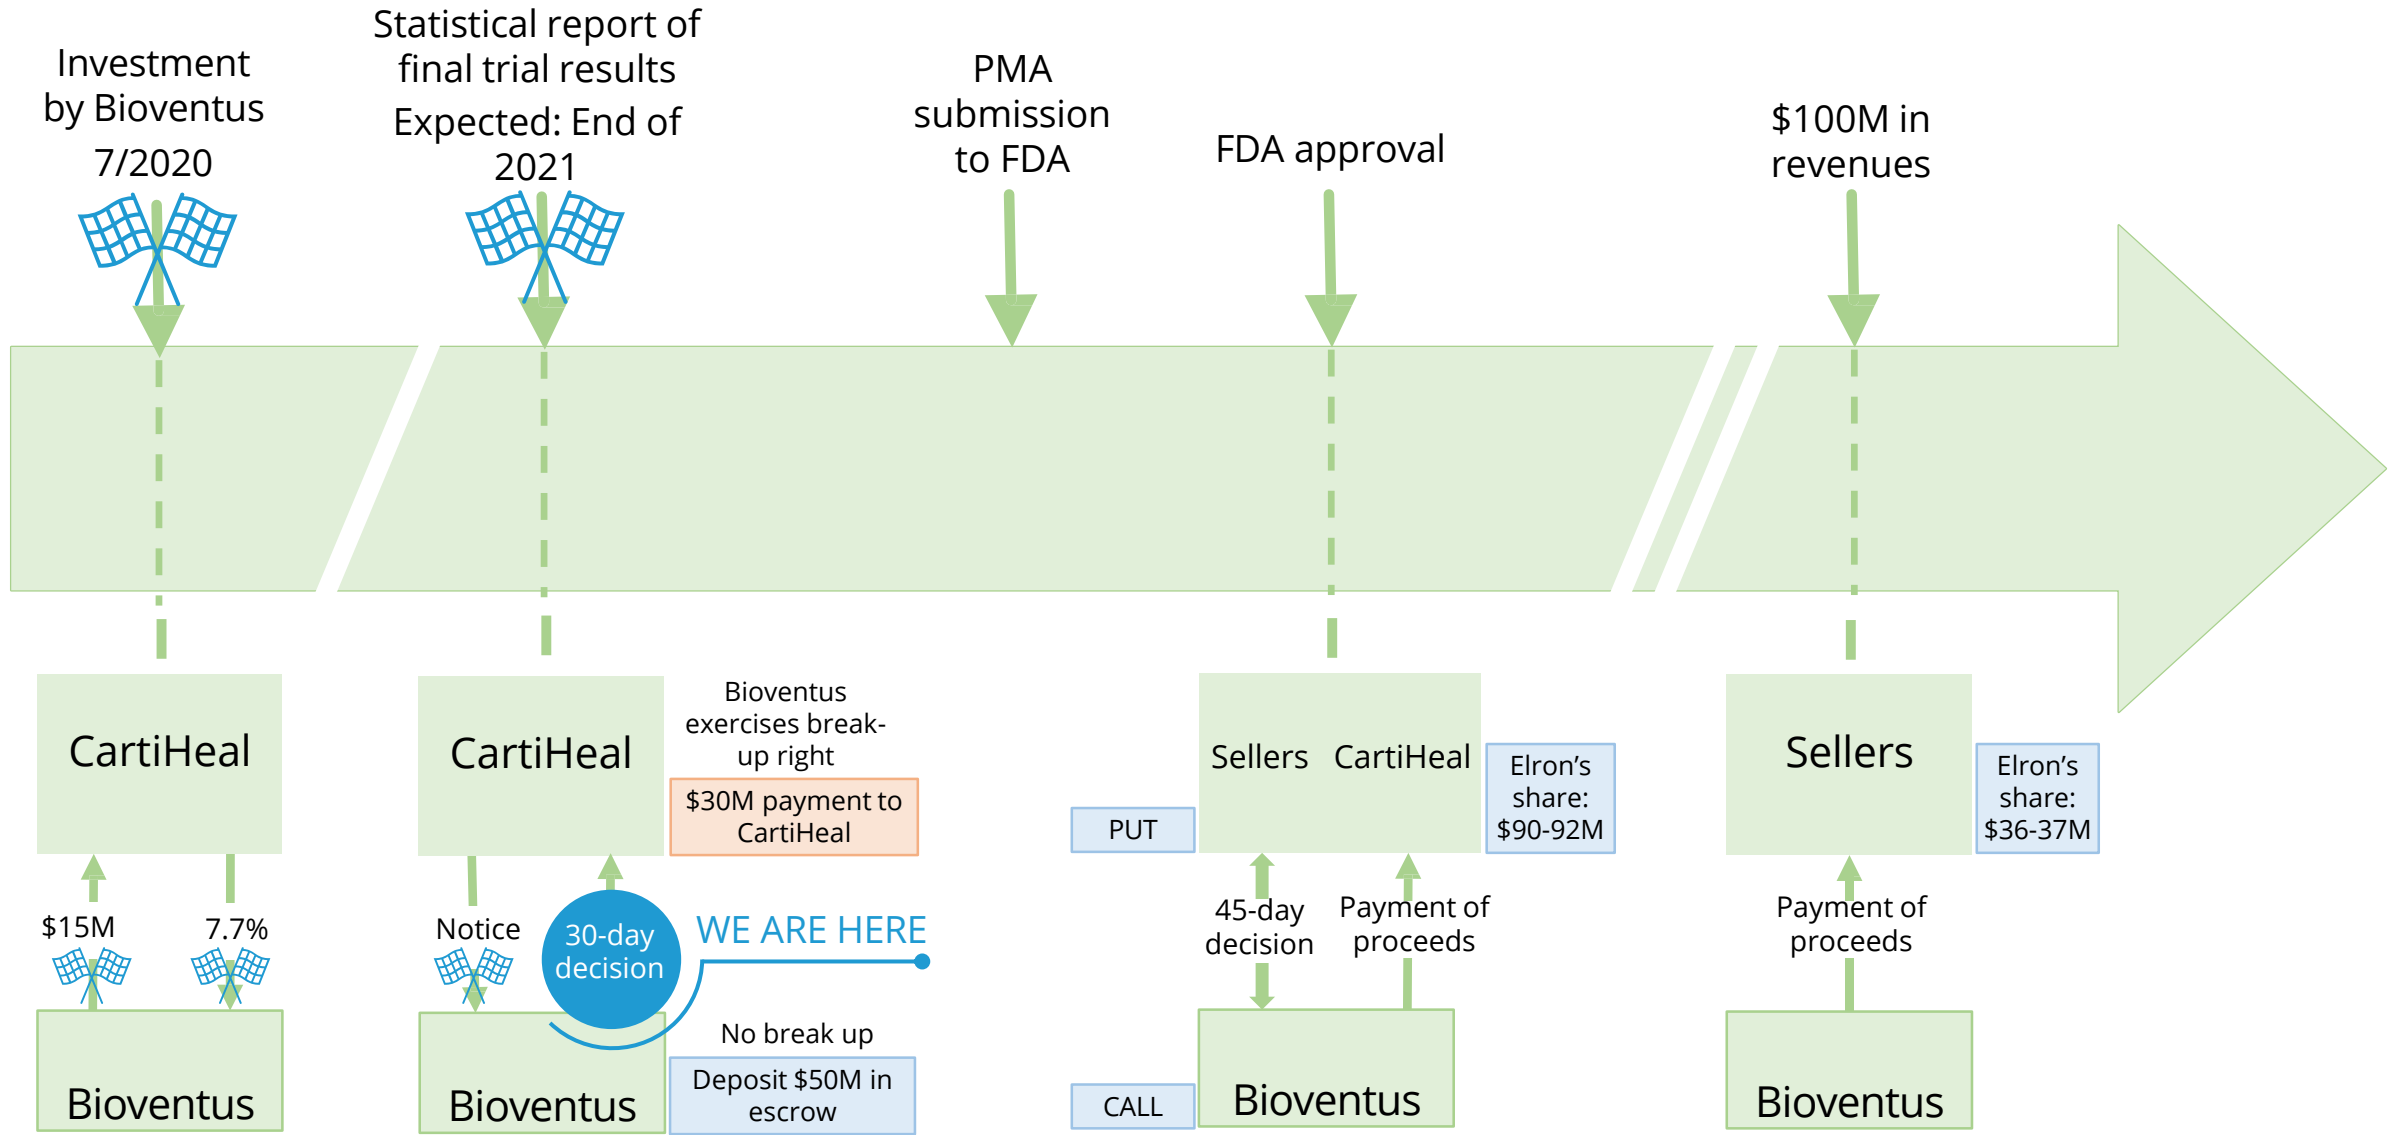 Investment
by Bioventus
7/2020
Statistical report of
final trial results
Expected: End of
2021
PMA
submission
to FDA
FDA approval
$100M in
revenues
CartiHeal
$15M
7.7%
Bioventus
CartiHeal
Bioventus
exercises break-
up right
$30M payment to
CartiHeal
Notice
30-day
decision
WE ARE HERE
No break up
Deposit $50M in
escrow
Bioventus
PUT
Sellers CartiHeal
Elron’s
share:
$90-92M
45-day
decision
Payment of
proceeds
CALL
Bioventus
Sellers
Elron’s
share:
$36-37M
Payment of
proceeds
Bioventus